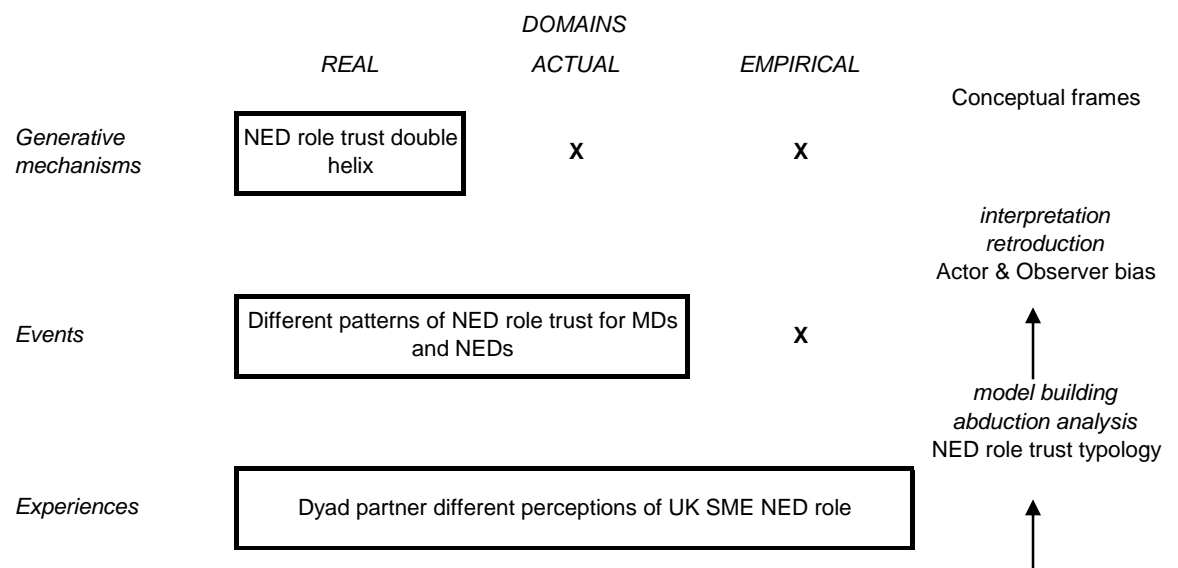 DOMAINS
REAL
ACTUAL
EMPIRICAL
Conceptual frames
Generative
mechanisms
NED role trust double
helix
X
X
interpretation
retroduction
Actor & Observer bias
Events
Different patterns of NED role trust for MDs
and NEDs
X
model building
abduction analysis
NED role trust typology
Experiences
Dyad partner different perceptions of UK SME NED role